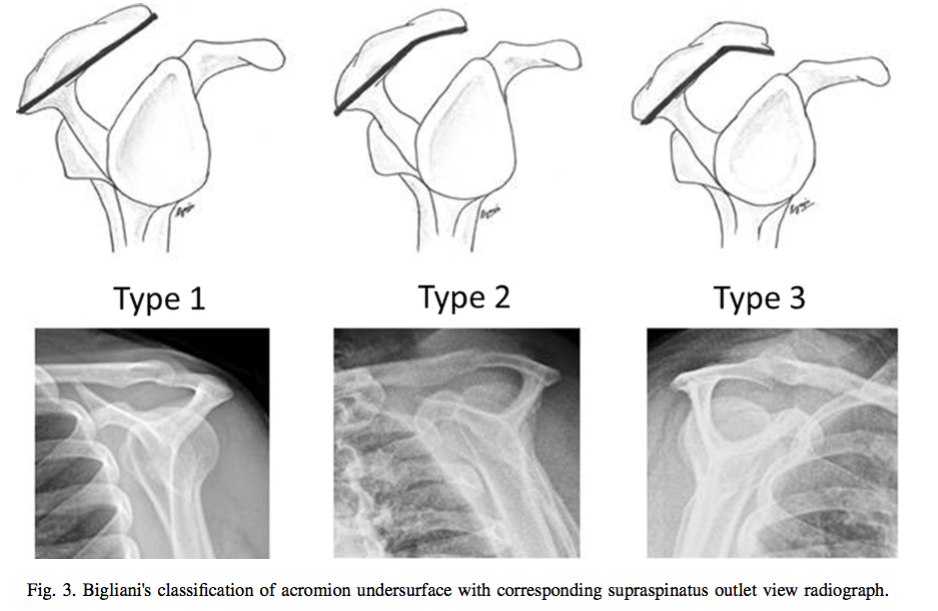 Type 1
Type 2
Type 3
Fig. 3. Bigliani's classification of acromion undersurface with corresponding supraspinatus outlet view radiograph.